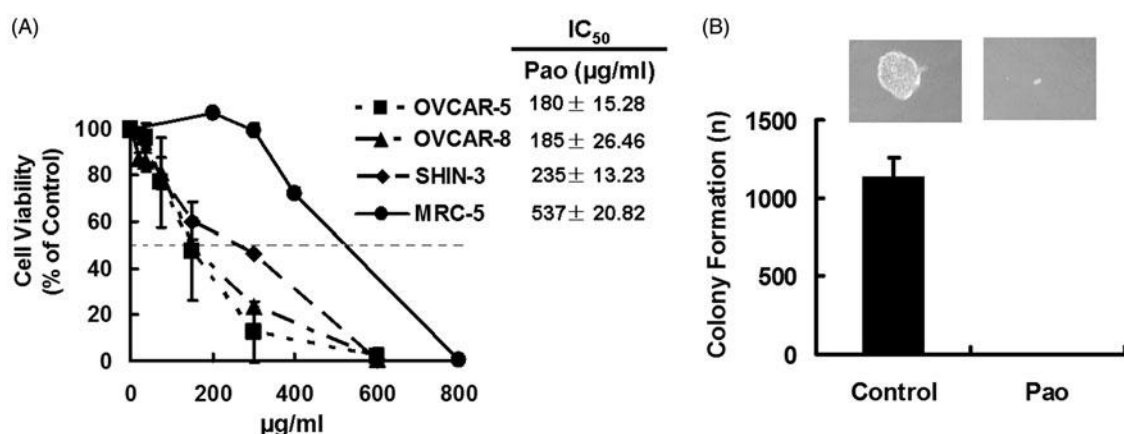 (A)
IC50
Pao (µg/ml)
OVCAR-5 180 ± 15.28
OVCAR-8 185 ± 26.46
SHIN-3 235 ± 13.23
MRC-5 537 ± 20.82
Cell Viability
(% of Control)
100
80
60
40
20
0
0 200 400 600 800
µg/ml
(B)
Colony Formation (n)
1500
1000
500
0
Control Pao